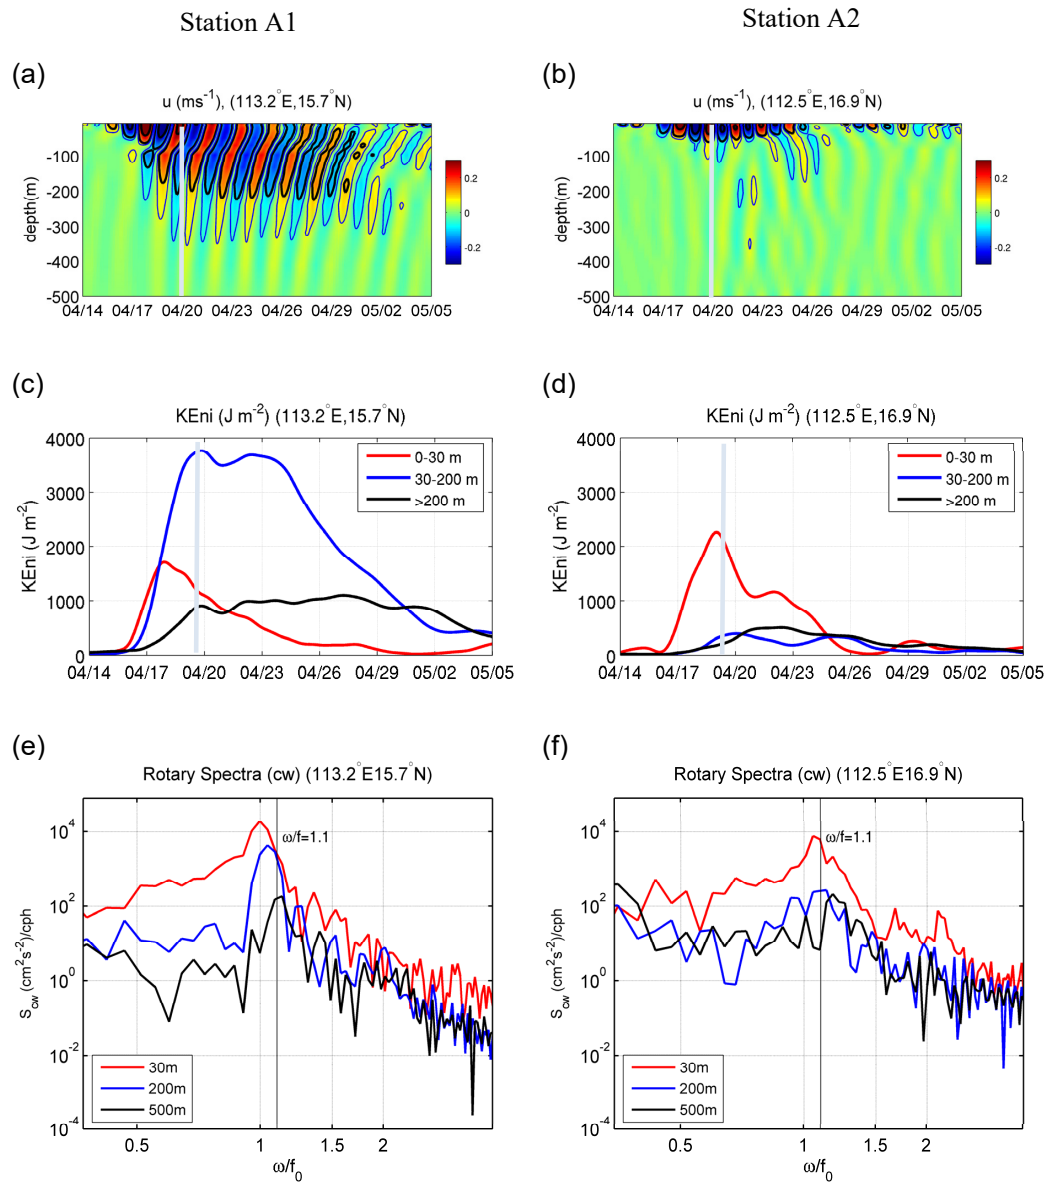 Station A1
Station A2
(a)
(b)
u (ms⁻¹), (113.2°E,15.7°N)
u (ms⁻¹), (112.5°E,16.9°N)
depth(m)
-100
-200
-300
-400
-500
04/14 04/17 04/20 04/23 04/26 04/29 05/02 05/05
0.2
0
-0.2
depth(m)
-100
-200
-300
-400
-500
04/14 04/17 04/20 04/23 04/26 04/29 05/02 05/05
0.2
0
-0.2
(c)
(d)
KEni (J m⁻²) (113.2°E,15.7°N)
KEni (J m⁻²) (112.5°E,16.9°N)
KEni (J m⁻²)
4000
3000
2000
1000
0
0-30 m
30-200 m
>200 m
04/14 04/17 04/20 04/23 04/26 04/29 05/02 05/05
KEni (J m⁻²)
4000
3000
2000
1000
0
0-30 m
30-200 m
>200 m
04/14 04/17 04/20 04/23 04/26 04/29 05/02 05/05
(e)
(f)
Rotary Spectra (cw) (113.2°E15.7°N)
Rotary Spectra (cw) (112.5°E16.9°N)
S_cw (cm²s⁻²)/cph
10⁴
10²
10⁰
10⁻²
10⁻⁴
ω/f=1.1
30m
200m
500m
0.5 1 1.5 2
ω/f₀
S_cw (cm²s⁻²)/cph
10⁴
10²
10⁰
10⁻²
10⁻⁴
ω/f=1.1
30m
200m
500m
0.5 1 1.5 2
ω/f₀